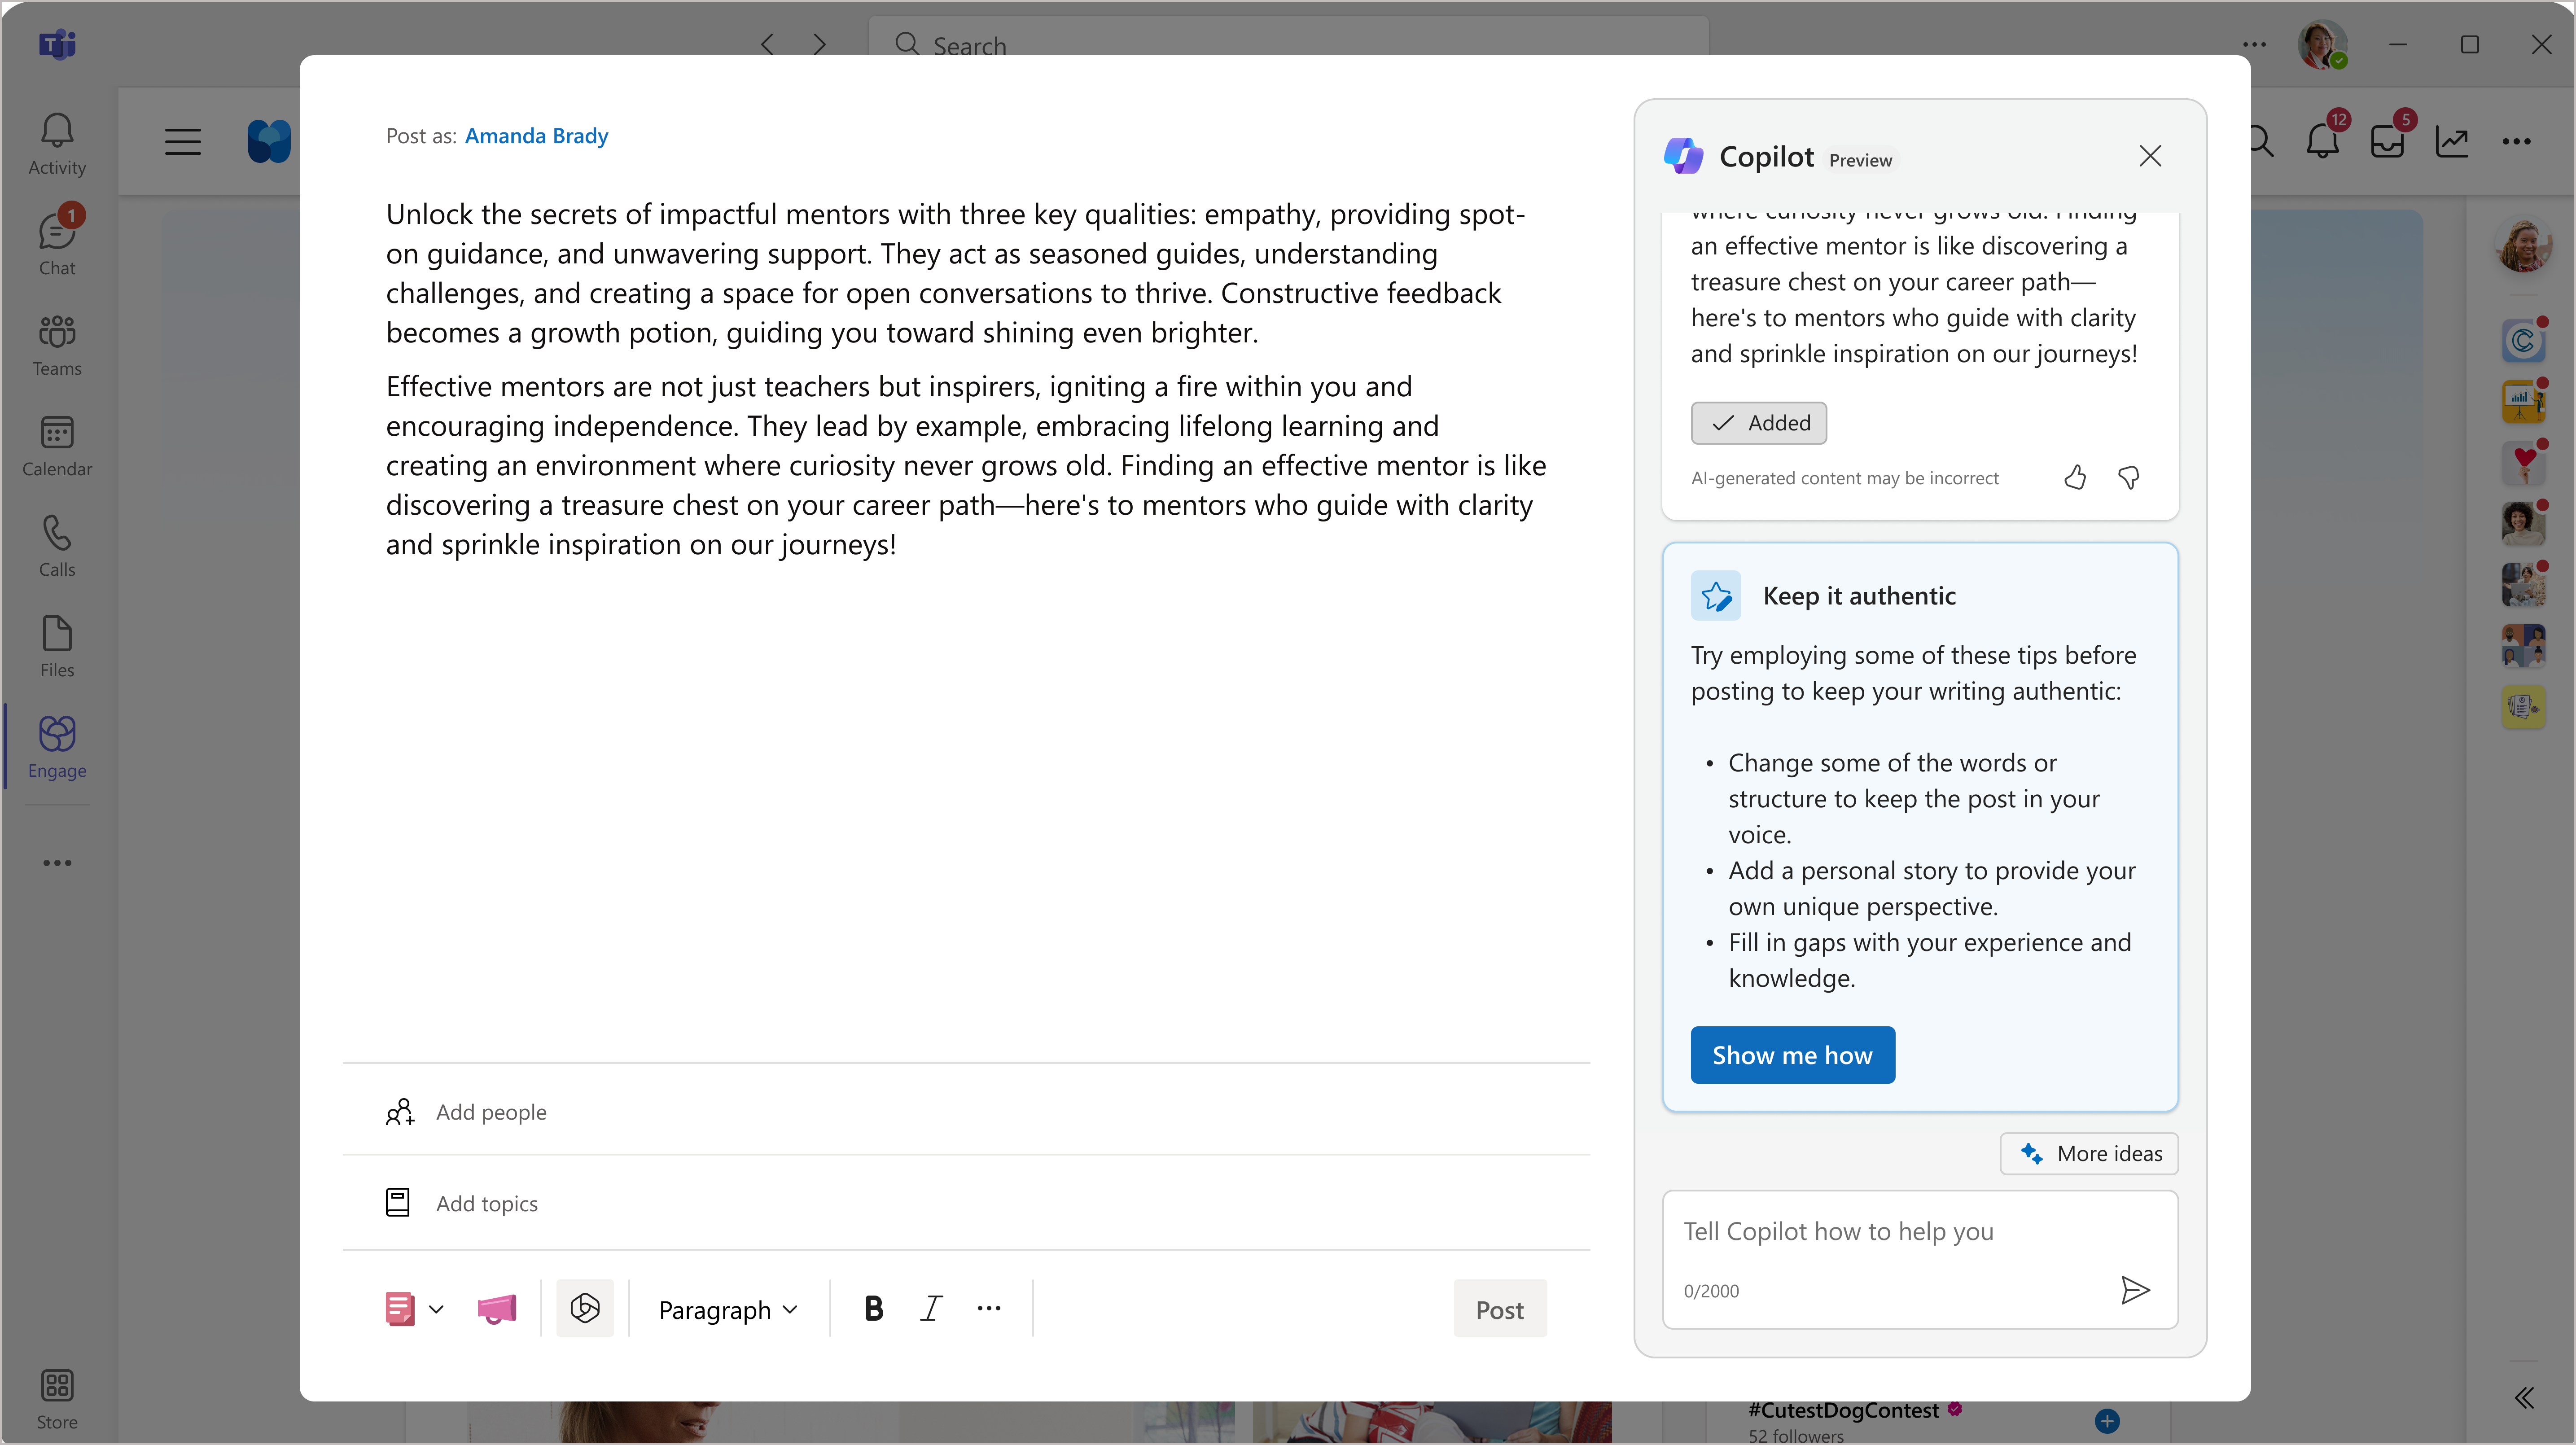 Search
12
5
Activity
1
Chat
Teams
Calendar
Calls
Files
Engage
Store
Post as: Amanda Brady
Unlock the secrets of impactful mentors with three key qualities: empathy, providing spot-
on guidance, and unwavering support. They act as seasoned guides, understanding
challenges, and creating a space for open conversations to thrive. Constructive feedback
becomes a growth potion, guiding you toward shining even brighter.
Effective mentors are not just teachers but inspirers, igniting a fire within you and
encouraging independence. They lead by example, embracing lifelong learning and
creating an environment where curiosity never grows old. Finding an effective mentor is like
discovering a treasure chest on your career path—here's to mentors who guide with clarity
and sprinkle inspiration on our journeys!
Add people
Add topics
Paragraph
B I
Post
Copilot Preview
where curiosity never grows old. Finding
an effective mentor is like discovering a
treasure chest on your career path—
here's to mentors who guide with clarity
and sprinkle inspiration on our journeys!
Added
AI-generated content may be incorrect
Keep it authentic
Try employing some of these tips before
posting to keep your writing authentic:
• Change some of the words or
structure to keep the post in your
voice.
• Add a personal story to provide your
own unique perspective.
• Fill in gaps with your experience and
knowledge.
Show me how
More ideas
Tell Copilot how to help you
0/2000
#CutestDogContest
52 followers